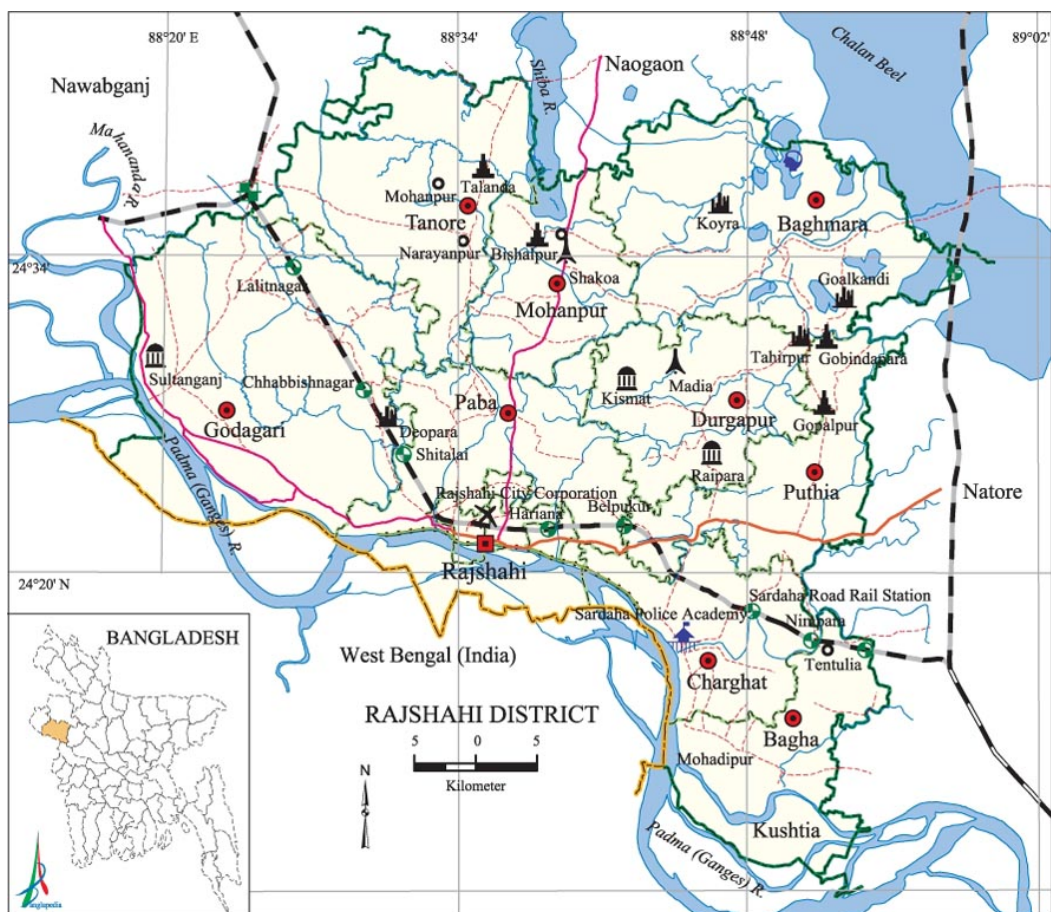 88°20 E
88°34
88°48
89°02
Nawabganj
Naogaon
Chalan Beel
Shiba R.
Mahananda R.
Talanda
Mohanpur
Tanore
Koyra
Baghmara
Narayanpur
Bishalpur
24°34
Lalitnagar
Shakoa
Goalkandi
Mohanpur
Tahirpur
Gobindapara
Sultanganj
Chhabbishnagar
Kismat
Madia
Paba
Durgapur
Gopalpur
Godagari
Deopara
Shitalai
Padma (Ganges) R.
Raipara
Puthia
Rajshahi City Corporation
Hariana
Belpukur
Natore
Rajshahi
24°20 N
Sardaha Road Rail Station
Sardaha Police Academy
Nimpara
BANGLADESH
West Bengal (India)
Tentulia
Charghat
RAJSHAHI DISTRICT
Bagha
5 0 5
Kilometer
Mohadipur
N
Kushtia
Padma (Ganges) R.
anglapedia